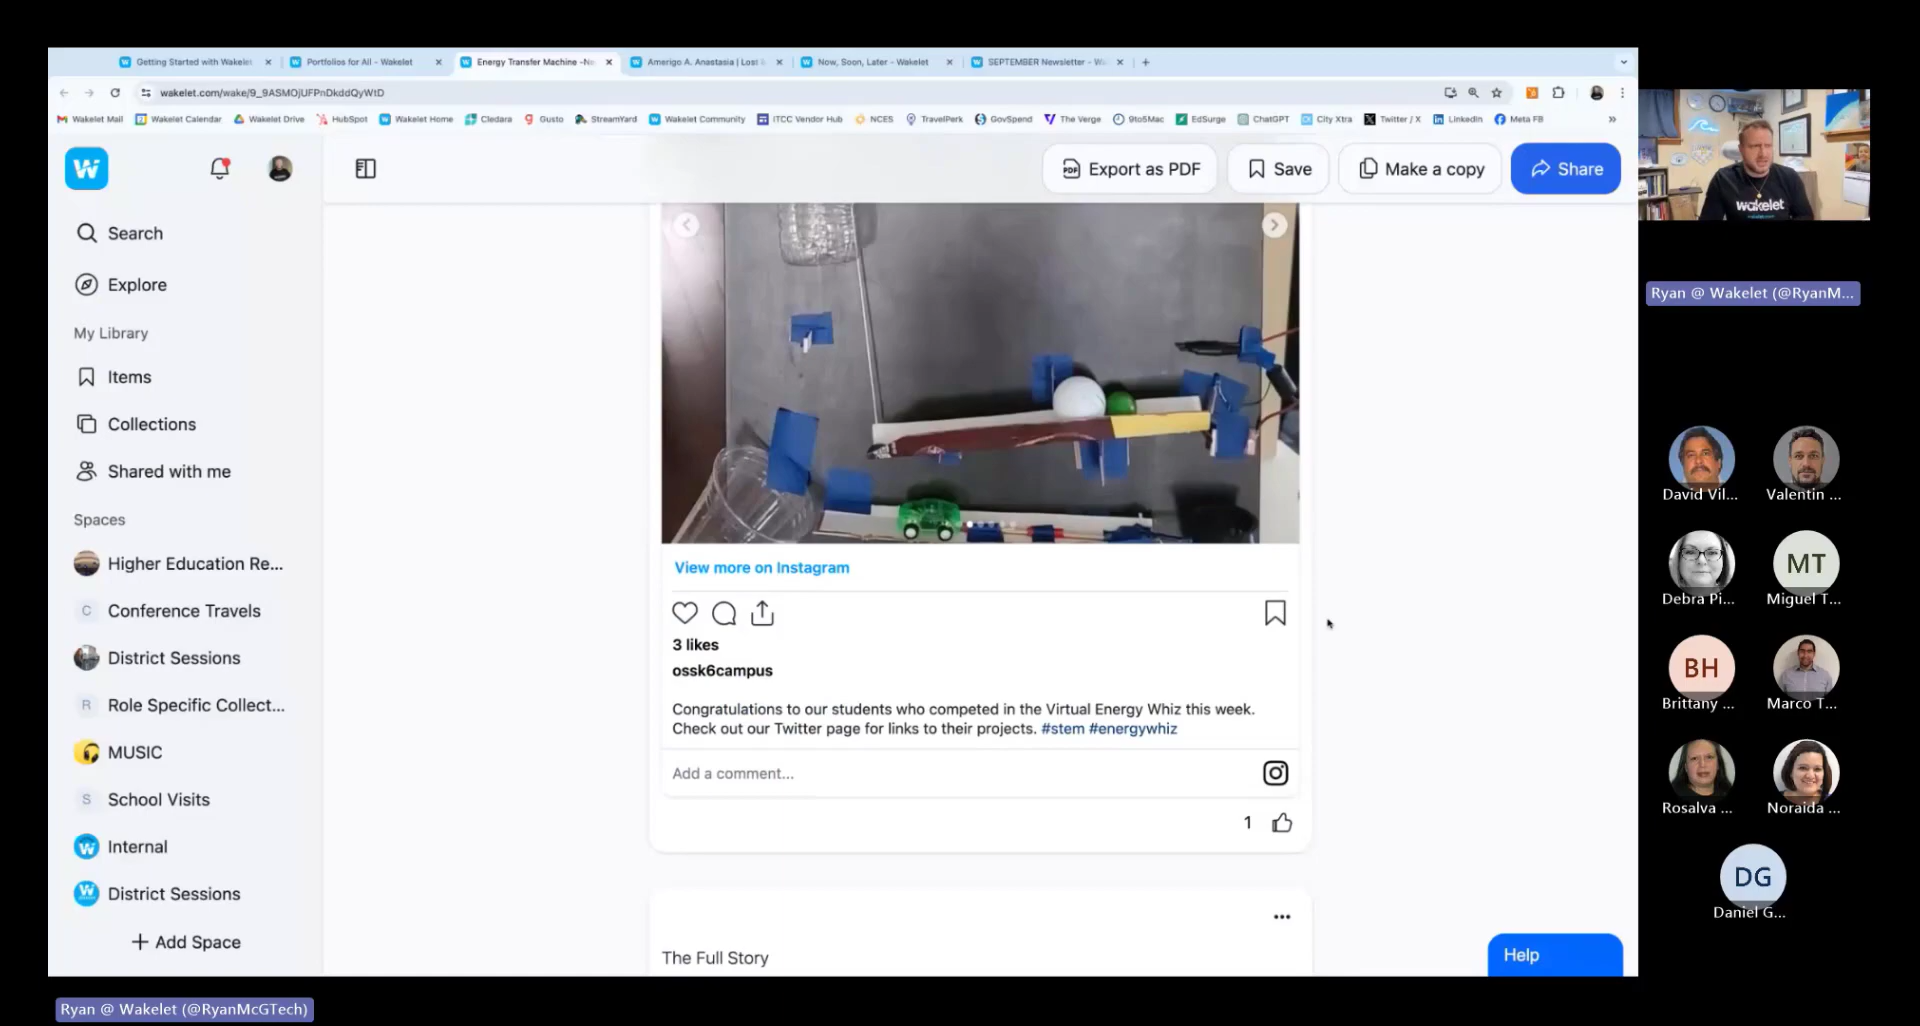 Getting Started with Wakelet
Portfolios for All - Wakelet
Energy Transfer Machine -Ne
Amerigo A. Anastasia | Lost &
Now, Soon, Later - Wakelet
SEPTEMBER Newsletter - Wa
wakelet.com/wake/9_9ASMOjUFPnDkddQyWtD
Wakelet Mail
Wakelet Calendar
Wakelet Drive
HubSpot
Wakelet Home
Cledara
Gusto
StreamYard
Wakelet Community
ITCC Vendor Hub
NCES
TravelPerk
GovSpend
The Verge
9to5Mac
EdSurge
ChatGPT
City Xtra
Twitter / X
LinkedIn
Meta FB
W
Export as PDF
Save
Make a copy
Share
wakelet
Search
Explore
My Library
Items
Collections
Shared with me
Spaces
Higher Education Re...
C Conference Travels
District Sessions
R Role Specific Collect...
MUSIC
S School Visits
Internal
District Sessions
+ Add Space
View more on Instagram
3 likes
ossk6campus
Congratulations to our students who competed in the Virtual Energy Whiz this week.
Check out our Twitter page for links to their projects. #stem #energywhiz
Add a comment...
1
The Full Story
Help
Ryan @ Wakelet (@RyanM...
David Vil...
Valentin ...
Debra Pi...
MT
Miguel T...
BH
Brittany ...
Marco T...
Rosalva ...
Noraida ...
DG
Daniel G...
Ryan @ Wakelet (@RyanMcGTech)